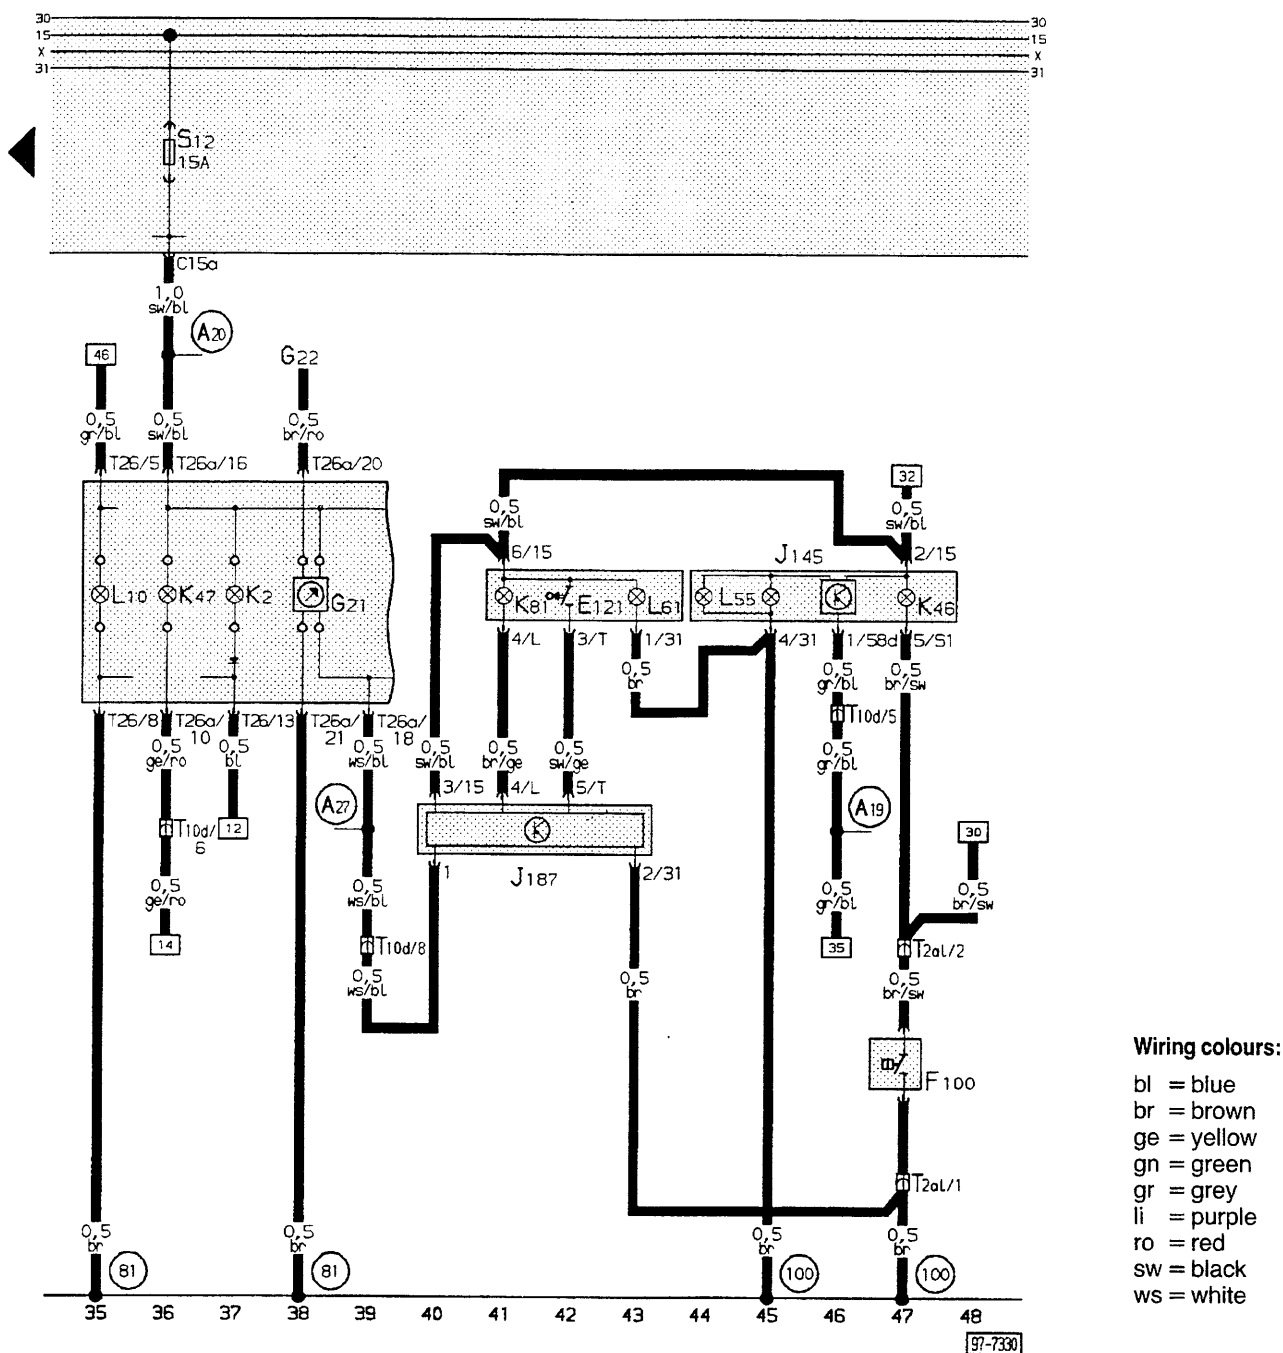 30 30
15 15
X X
31 31
S12
15A
C15a
1,0
sw/bl
A20
46
G22
0,5
gr/bl
0,5
sw/bl
0,5
br/ro
T26/5
T26a/16
T26a/20
32
0,5
sw/bl
0,5
sw/bl
6/15
J145
2/15
L10
K47
K2
G21
K81
E121
L61
L55
K46
4/L
3/T
1/31
4/31
1/58d
5/S1
0,5
br
0,5
gr/bl
0,5
br/sw
T26/8
T26a/
10
T26/13
T26a/
21
T26a/
18
T10d/5
0,5
ge/ro
0,5
bl
0,5
ws/bl
0,5
sw/bl
0,5
br/ge
0,5
sw/ge
0,5
gr/bl
3/15
4/L
5/T
A27
A19
T10d/
6
12
30
1
J187
2/31
0,5
ge/ro
0,5
ws/bl
0,5
gr/bl
0,5
br/sw
14
T10d/8
35
T2al/2
0,5
ws/bl
0,5
br
0,5
br/sw
F100
T2al/1
0,5
br
0,5
br
0,5
br
0,5
br
81
81
100
100
35 36 37 38 39 40 41 42 43 44 45 46 47 48
97-7330
Wiring colours:
bl = blue
br = brown
ge = yellow
gn = green
gr = grey
li = purple
ro = red
sw = black
ws = white